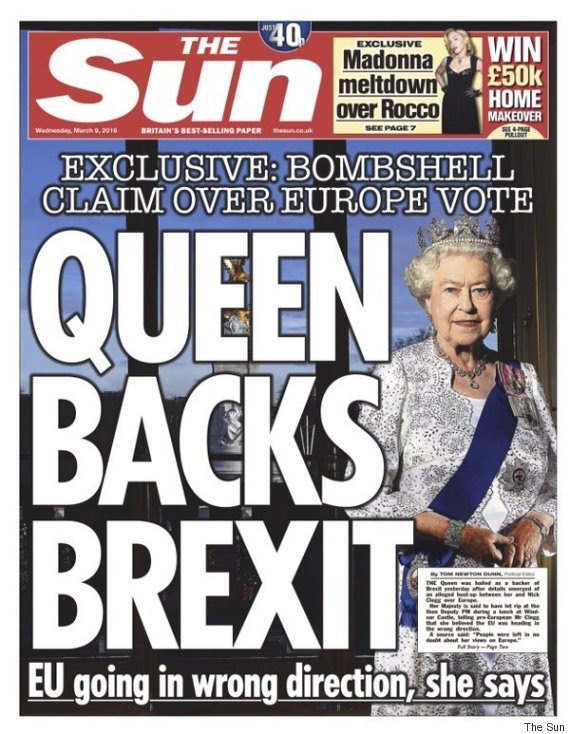 JUST 40p
THE
Sun
Wednesday, March 9, 2016
BRITAIN'S BEST-SELLING PAPER
thesun.co.uk
EXCLUSIVE
Madonna
meltdown
over Rocco
SEE PAGE 7
WIN
£50k
HOME
MAKEOVER
SEE 4-PAGE
PULLOUT
EXCLUSIVE: BOMBSHELL
CLAIM OVER EUROPE VOTE
QUEEN
BACKS
BREXIT
By TOM NEWTON DUNN, Political Editor
THE Queen was hailed as a backer of
Brexit yesterday after details emerged of
an alleged bust-up between her and Nick
Clegg over Europe.
Her Majesty is said to have let rip at the
then Deputy PM during a lunch at Wind-
sor Castle, telling pro-European Mr Clegg
that she believed the EU was heading in
the wrong direction.
A source said: "People were left in no
doubt about her views on Europe."
Full Story — Page Two
EU going in wrong direction, she says
The Sun